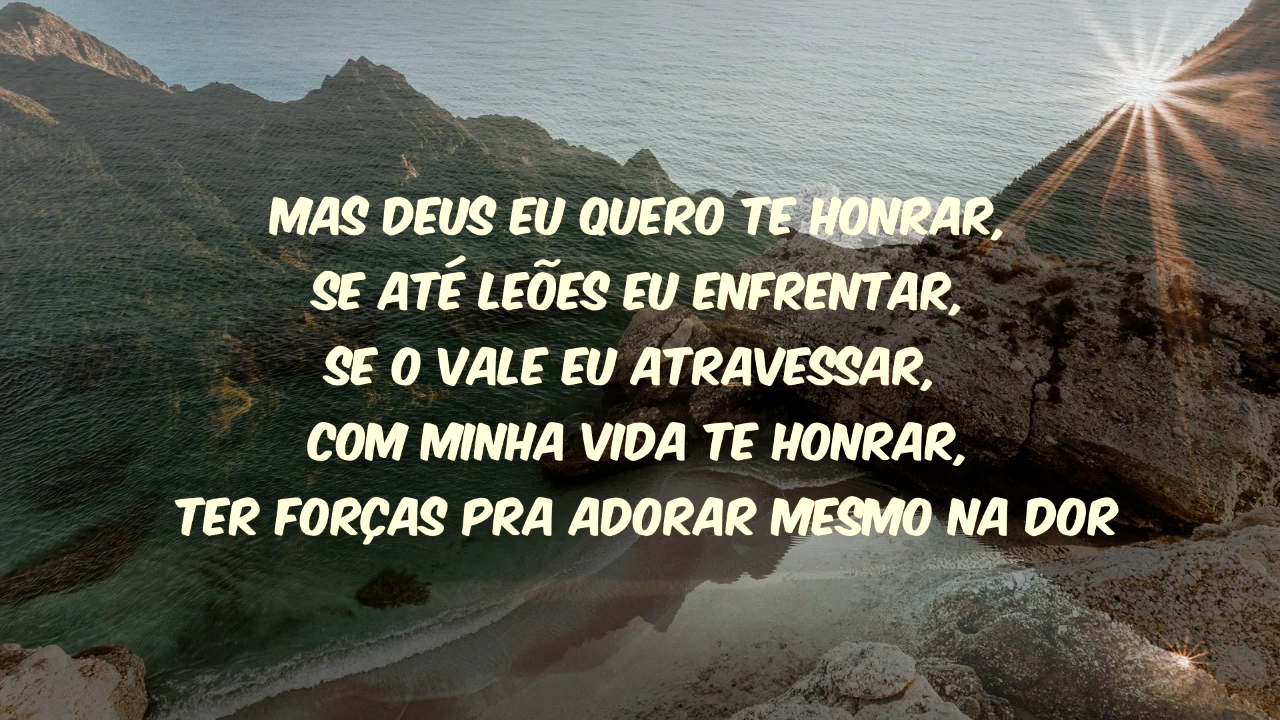 MAS DEUS EU QUERO TE HONRAR,
SE ATÉ LEÕES EU ENFRENTAR,
SE O VALE EU ATRAVESSAR,
COM MINHA VIDA TE HONRAR,
TER FORÇAS PRA ADORAR MESMO NA DOR